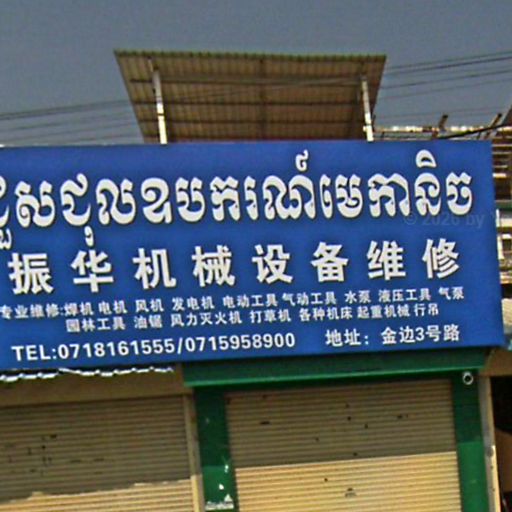 ជួសជុលឧបករណ៍មេកានិច
振华机械设备维修
专业维修:焊机 电机 风机 发电机 电动工具 气动工具 水泵 液压工具 气泵
园林工具 油锯 风力灭火机 打草机 各种机床 起重机械 行吊
TEL:0718161555/0715958900 地址：金边3号路